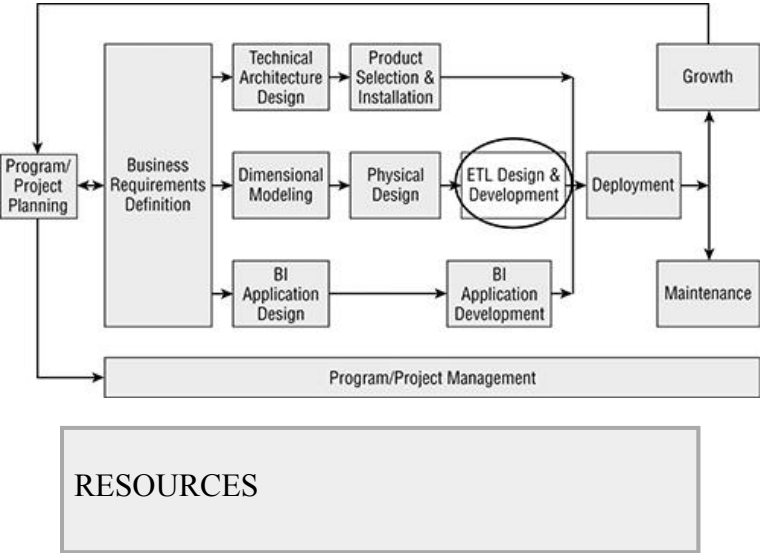 Technical
Architecture
Design
Product
Selection &
Installation
Growth
Program/
Project
Planning
Business
Requirements
Definition
Dimensional
Modeling
Physical
Design
ETL Design &
Development
Deployment
BI
Application
Design
BI
Application
Development
Maintenance
Program/Project Management
RESOURCES